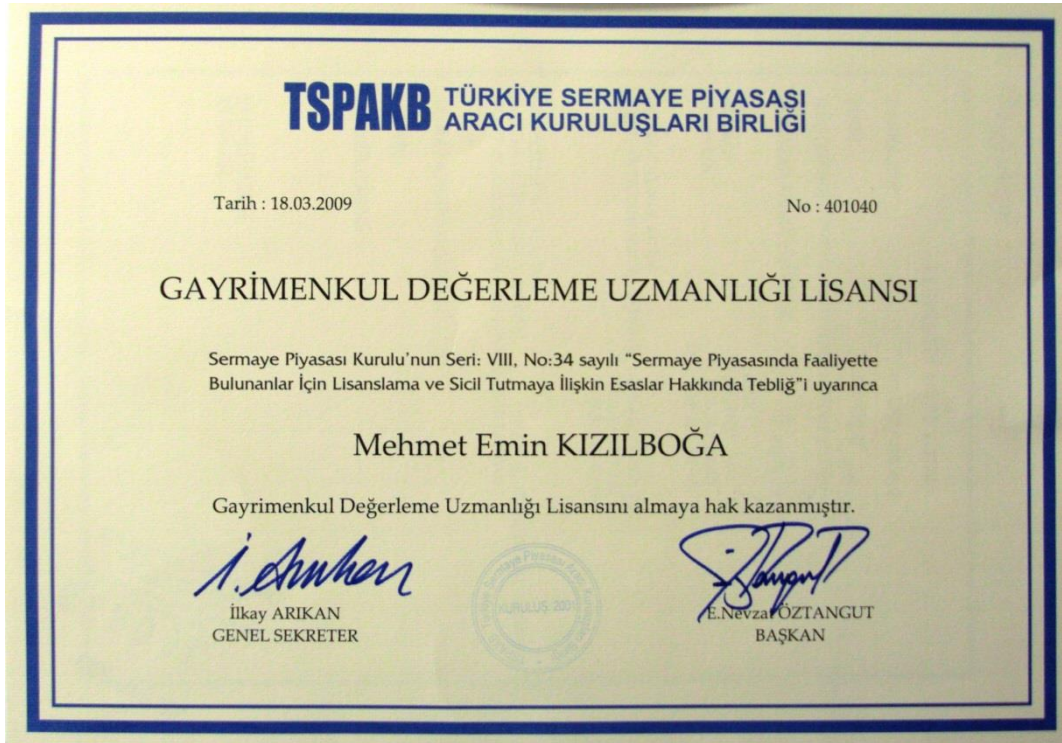 TSPAKB TÜRKİYE SERMAYE PİYASASI
ARACI KURULUŞLARI BİRLİĞİ
Tarih : 18.03.2009
No : 401040
GAYRİMENKUL DEĞERLEME UZMANLIĞI LİSANSI
Sermaye Piyasası Kurulu'nun Seri: VIII, No:34 sayılı "Sermaye Piyasasında Faaliyette
Bulunanlar İçin Lisanslama ve Sicil Tutmaya İlişkin Esaslar Hakkında Tebliğ"i uyarınca
Mehmet Emin KIZILBOĞA
Gayrimenkul Değerleme Uzmanlığı Lisansını almaya hak kazanmıştır.
İlkay ARIKAN
GENEL SEKRETER
KURULUŞ 2001
E.Nevzat ÖZTANGUT
BAŞKAN